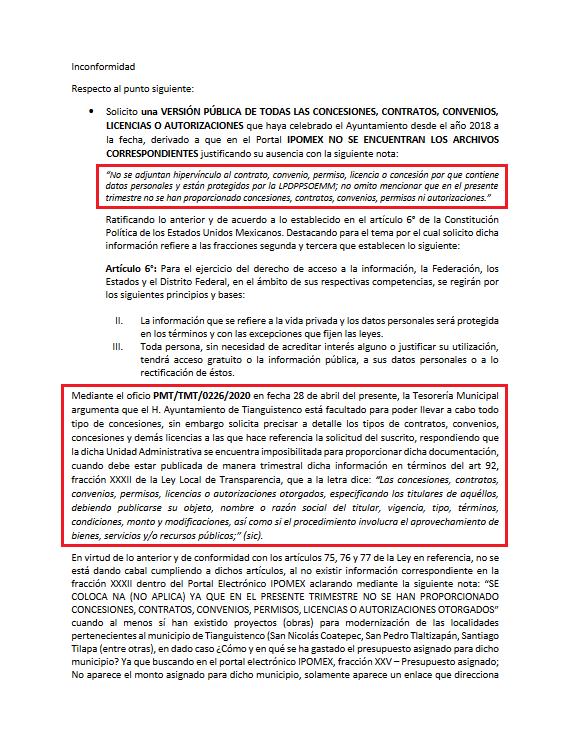 Inconformidad
Respecto al punto siguiente:
• Solicito una VERSIÓN PÚBLICA DE TODAS LAS CONCESIONES, CONTRATOS, CONVENIOS,
LICENCIAS O AUTORIZACIONES que haya celebrado el Ayuntamiento desde el año 2018 a
la fecha, derivado a que en el Portal IPOMEX NO SE ENCUENTRAN LOS ARCHIVOS
CORRESPONDIENTES justificando su ausencia con la siguiente nota:
"No se adjuntan hipervínculo al contrato, convenio, permiso, licencia o concesión por que contiene
datos personales y están protegidos por la LPDPPSOEMM; no omito mencionar que en el presente
trimestre no se han proporcionado concesiones, contratos, convenios, permisos ni autorizaciones."
Ratificando lo anterior y de acuerdo a lo establecido en el artículo 6° de la Constitución
Política de los Estados Unidos Mexicanos. Destacando para el tema por el cual solicito dicha
información refiere a las fracciones segunda y tercera que establecen lo siguiente:
Artículo 6°: Para el ejercicio del derecho de acceso a la información, la Federación, los
Estados y el Distrito Federal, en el ámbito de sus respectivas competencias, se regirán por
los siguientes principios y bases:
II. La información que se refiere a la vida privada y los datos personales será protegida
en los términos y con las excepciones que fijen las leyes.
III. Toda persona, sin necesidad de acreditar interés alguno o justificar su utilización,
tendrá acceso gratuito o la información pública, a sus datos personales o a lo
rectificación de éstos.
Mediante el oficio PMT/TMT/0226/2020 en fecha 28 de abril del presente, la Tesorería Municipal
argumenta que el H. Ayuntamiento de Tianguistenco está facultado para poder llevar a cabo todo
tipo de concesiones, sin embargo solicita precisar a detalle los tipos de contratos, convenios,
concesiones y demás licencias a las que hace referencia la solicitud del suscrito, respondiendo que
la dicha Unidad Administrativa se encuentra imposibilitada para proporcionar dicha documentación,
cuando debe estar publicada de manera trimestral dicha información en términos del art 92,
fracción XXXII de la Ley Local de Transparencia, que a la letra dice: "Las concesiones, contratos,
convenios, permisos, licencias o autorizaciones otorgados, especificando los titulares de aquéllos,
debiendo publicarse su objeto, nombre o razón social del titular, vigencia, tipo, términos,
condiciones, monto y modificaciones, así como si el procedimiento involucra el aprovechamiento de
bienes, servicios y/o recursos públicos;" (sic).
En virtud de lo anterior y de conformidad con los artículos 75, 76 y 77 de la Ley en referencia, no se
está dando cabal cumpliendo a dichos artículos, al no existir información correspondiente en la
fracción XXXII dentro del Portal Electrónico IPOMEX aclarando mediante la siguiente nota: "SE
COLOCA NA (NO APLICA) YA QUE EN EL PRESENTE TRIMESTRE NO SE HAN PROPORCIONADO
CONCESIONES, CONTRATOS, CONVENIOS, PERMISOS, LICENCIAS O AUTORIZACIONES OTORGADOS"
cuando al menos sí han existido proyectos (obras) para modernización de las localidades
pertenecientes al municipio de Tianguistenco (San Nicolás Coatepec, San Pedro Tlaltizapán, Santiago
Tilapa (entre otros), en dado caso ¿Cómo y en qué se ha gastado el presupuesto asignado para dicho
municipio? Ya que buscando en el portal electrónico IPOMEX, fracción XXV – Presupuesto asignado;
No aparece el monto asignado para dicho municipio, solamente aparece un enlace que direcciona